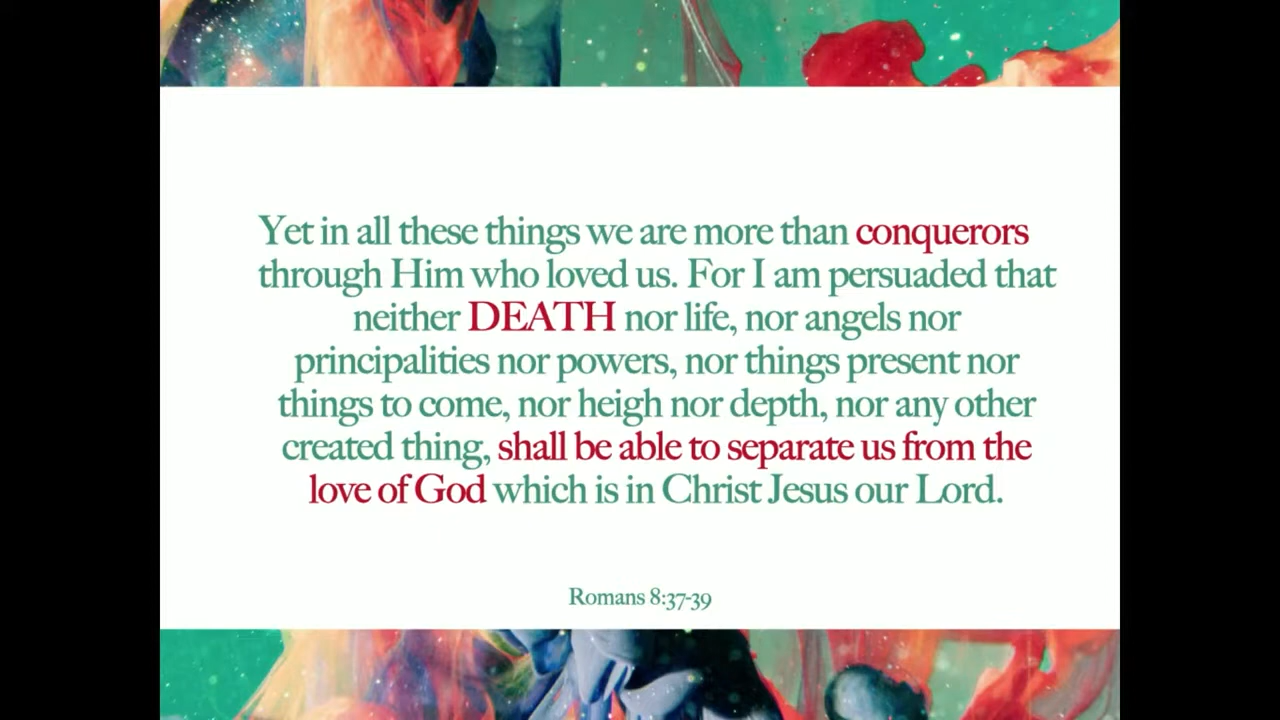 Yet in all these things we are more than conquerors
through Him who loved us. For I am persuaded that
neither DEATH nor life, nor angels nor
principalities nor powers, nor things present nor
things to come, nor heigh nor depth, nor any other
created thing, shall be able to separate us from the
love of God which is in Christ Jesus our Lord.
Romans 8:37-39